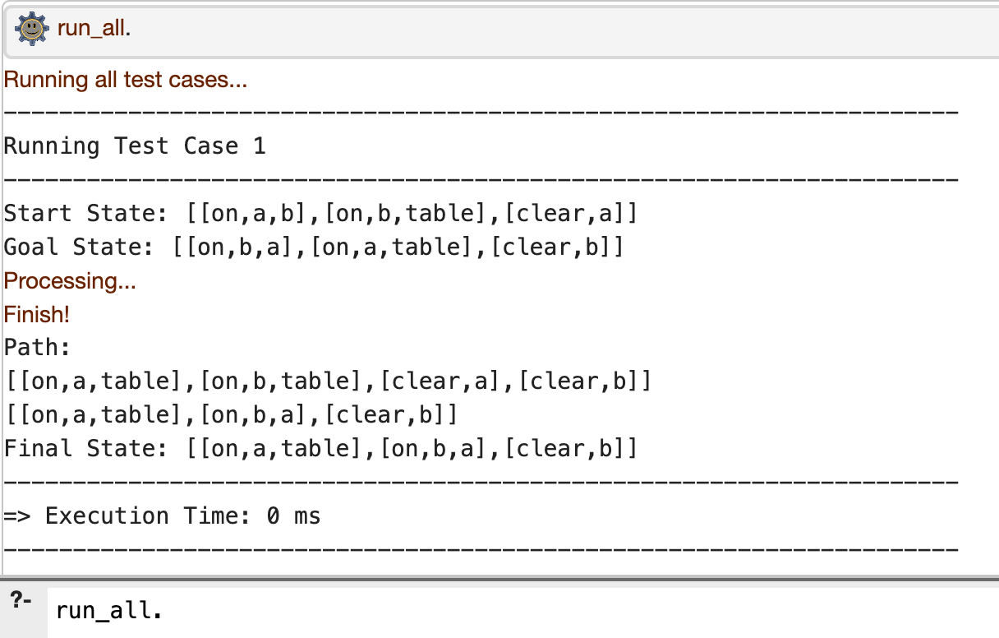 run_all.
Running all test cases...
--------------------------------------------------------------------
Running Test Case 1
--------------------------------------------------------------------
Start State: [[on,a,b],[on,b,table],[clear,a]]
Goal State: [[on,b,a],[on,a,table],[clear,b]]
Processing...
Finish!
Path:
[[on,a,table],[on,b,table],[clear,a],[clear,b]]
[[on,a,table],[on,b,a],[clear,b]]
Final State: [[on,a,table],[on,b,a],[clear,b]]
--------------------------------------------------------------------
=> Execution Time: 0 ms
--------------------------------------------------------------------
?- run_all.